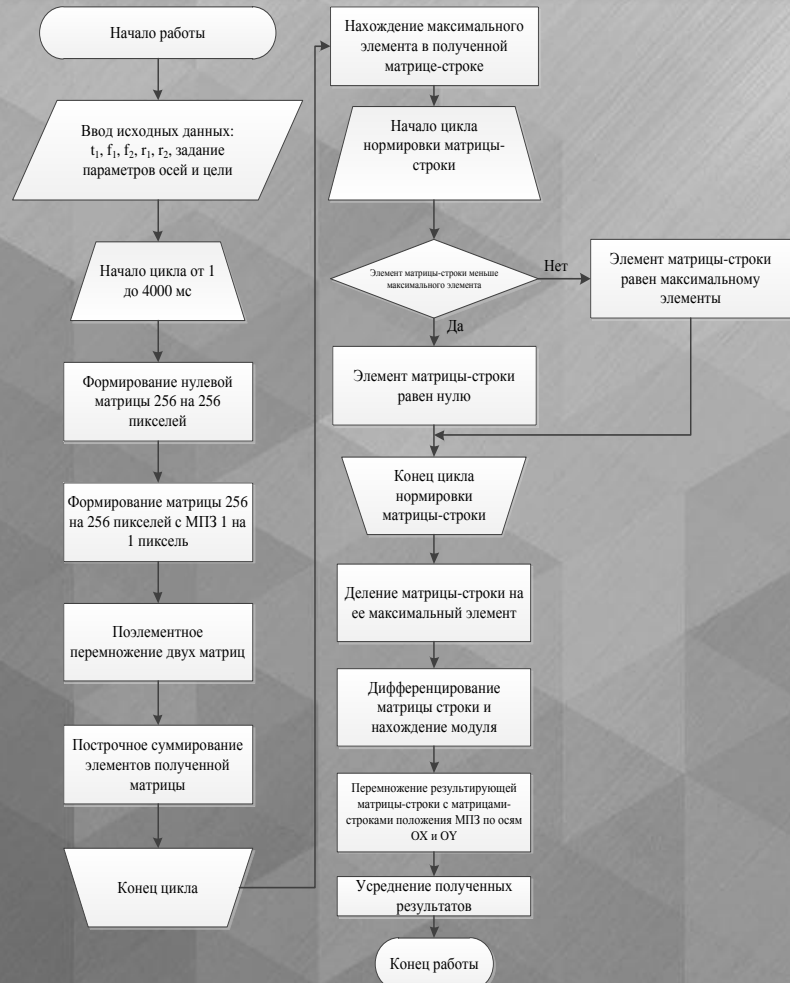 Начало работы
Ввод исходных данных:
t₁, f₁, f₂, r₁, r₂, задание
параметров осей и цели
Начало цикла от 1
до 4000 мс
Формирование нулевой
матрицы 256 на 256
пикселей
Формирование матрицы 256
на 256 пикселей с МПЗ 1 на
1 пиксель
Поэлементное
перемножение двух матриц
Построчное суммирование
элементов полученной
матрицы
Конец цикла
Нахождение максимального
элемента в полученной
матрице-строке
Начало цикла
нормировки матрицы-
строки
Элемент матрицы-строки меньше
максимального элемента
Нет
Элемент матрицы-строки
равен максимальному
элементы
Да
Элемент матрицы-строки
равен нулю
Конец цикла
нормировки
матрицы-строки
Деление матрицы-строки на
ее максимальный элемент
Дифференцирование
матрицы строки и
нахождение модуля
Перемножение результирующей
матрицы-строки с матрицами-
строками положения МПЗ по осям
OX и OY
Усреднение полученных
результатов
Конец работы